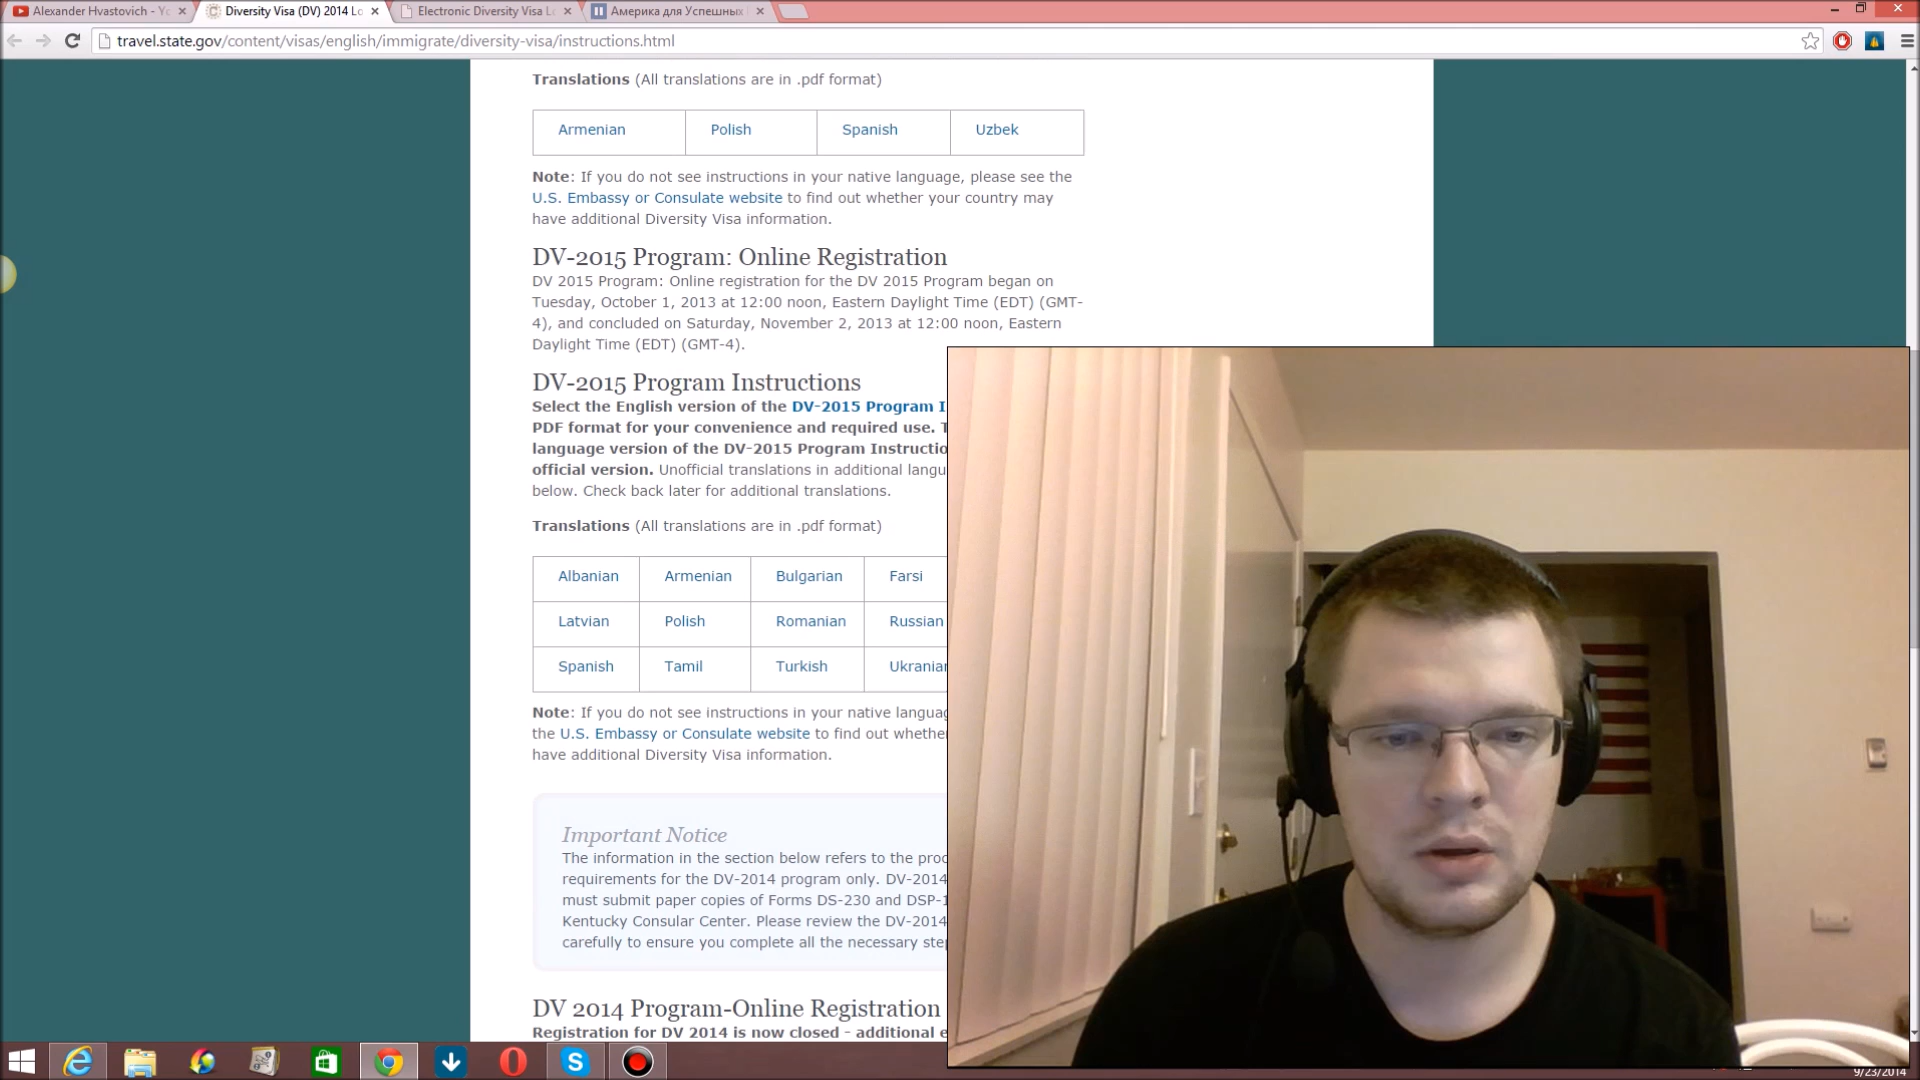 Alexander Hvastovich - Yo
Diversity Visa (DV) 2014 Lo
Electronic Diversity Visa Lo
Америка для Успешных
travel.state.gov/content/visas/english/immigrate/diversity-visa/instructions.html
Translations (All translations are in .pdf format)
Armenian Polish Spanish Uzbek
Note: If you do not see instructions in your native language, please see the
U.S. Embassy or Consulate website to find out whether your country may
have additional Diversity Visa information.
DV-2015 Program: Online Registration
DV 2015 Program: Online registration for the DV 2015 Program began on
Tuesday, October 1, 2013 at 12:00 noon, Eastern Daylight Time (EDT) (GMT-
4), and concluded on Saturday, November 2, 2013 at 12:00 noon, Eastern
Daylight Time (EDT) (GMT-4).
DV-2015 Program Instructions
Select the English version of the DV-2015 Program I
PDF format for your convenience and required use. T
language version of the DV-2015 Program Instructio
official version. Unofficial translations in additional langu
below. Check back later for additional translations.
Translations (All translations are in .pdf format)
Albanian Armenian Bulgarian Farsi
Latvian Polish Romanian Russian
Spanish Tamil Turkish Ukranian
Note: If you do not see instructions in your native languag
the U.S. Embassy or Consulate website to find out whethe
have additional Diversity Visa information.
Important Notice
The information in the section below refers to the proc
requirements for the DV-2014 program only. DV-2014
must submit paper copies of Forms DS-230 and DSP-1
Kentucky Consular Center. Please review the DV-2014
carefully to ensure you complete all the necessary step
DV 2014 Program-Online Registration
Registration for DV 2014 is now closed - additional e
9/23/2014